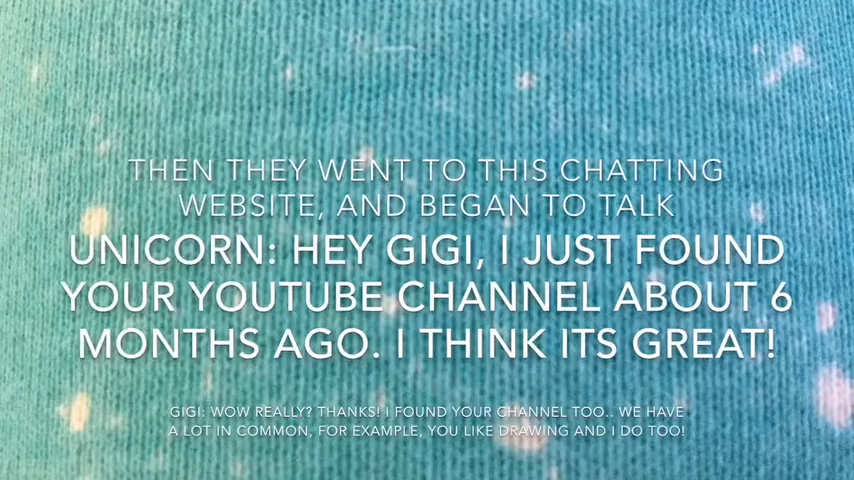 THEN THEY WENT TO THIS CHATTING
WEBSITE, AND BEGAN TO TALK
UNICORN: HEY GIGI, I JUST FOUND
YOUR YOUTUBE CHANNEL ABOUT 6
MONTHS AGO. I THINK ITS GREAT!
GIGI: WOW REALLY? THANKS! I FOUND YOUR CHANNEL TOO.. WE HAVE
A LOT IN COMMON, FOR EXAMPLE, YOU LIKE DRAWING AND I DO TOO!